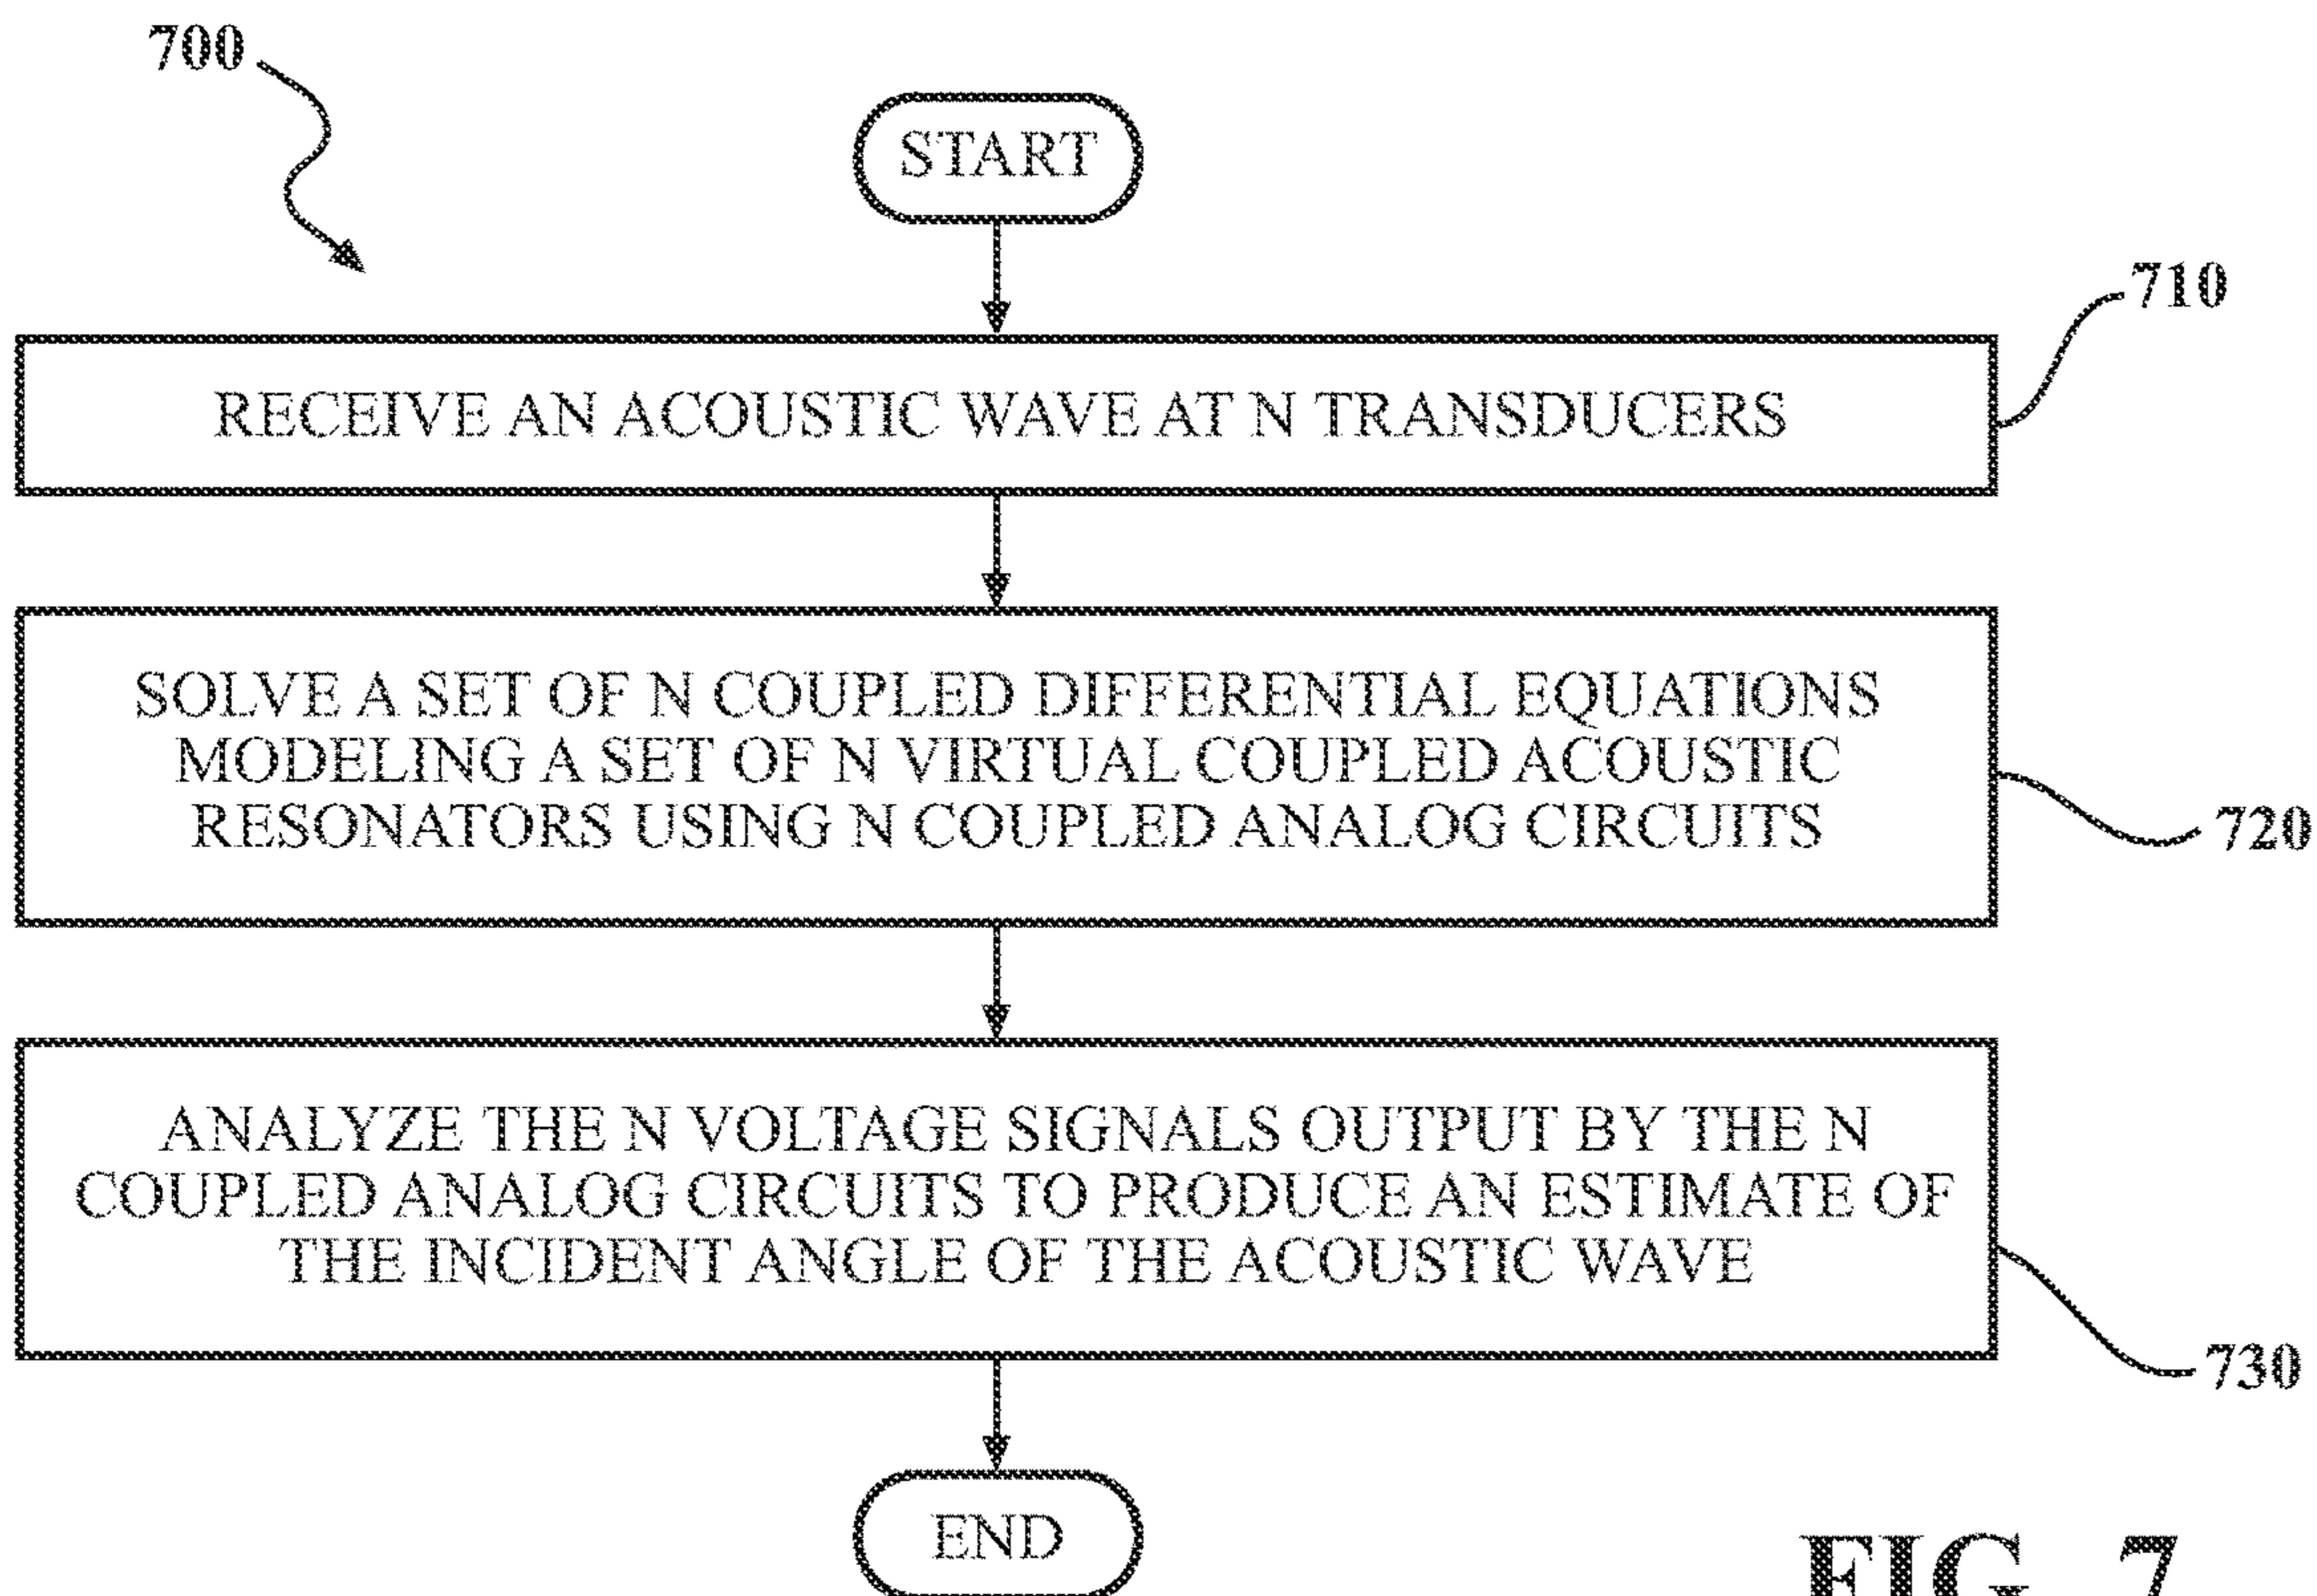 700
START
710
RECEIVE AN ACOUSTIC WAVE AT N TRANSDUCERS
SOLVE A SET OF N COUPLED DIFFERENTIAL EQUATIONS
MODELING A SET OF N VIRTUAL COUPLED ACOUSTIC
RESONATORS USING N COUPLED ANALOG CIRCUITS
720
ANALYZE THE N VOLTAGE SIGNALS OUTPUT BY THE N
COUPLED ANALOG CIRCUITS TO PRODUCE AN ESTIMATE OF
THE INCIDENT ANGLE OF THE ACOUSTIC WAVE
730
END
FIG. 7